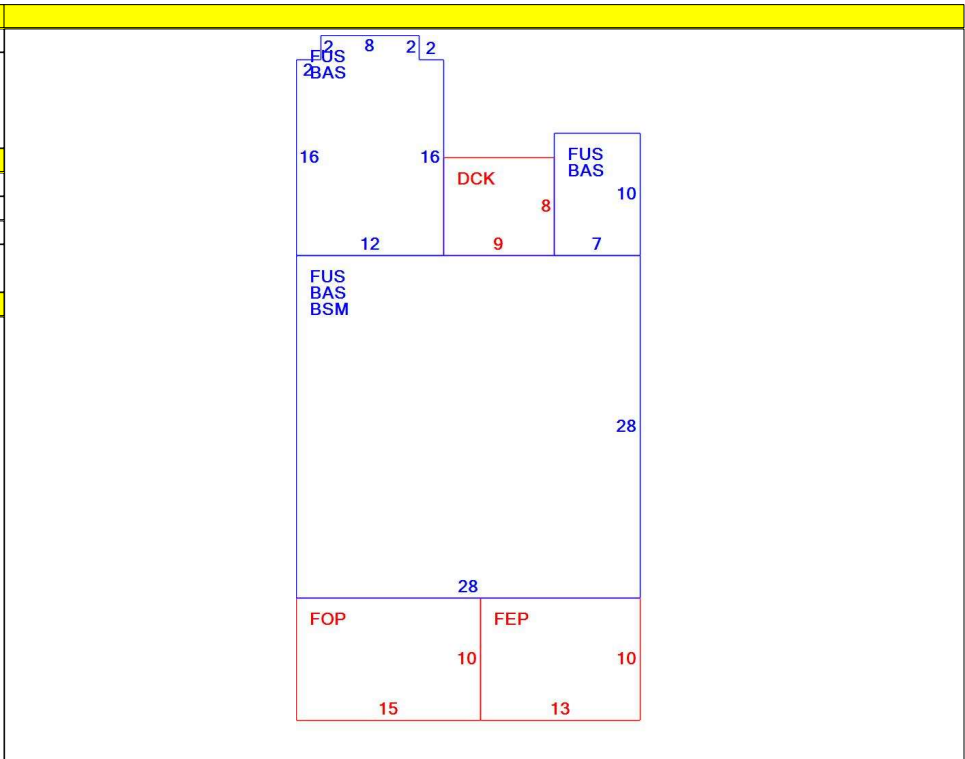 2 8 2 2
FUS
2 BAS
16 16
FUS
BAS
DCK
10
8
12 9 7
FUS
BAS
BSM
28
28
FOP FEP
10 10
15 13